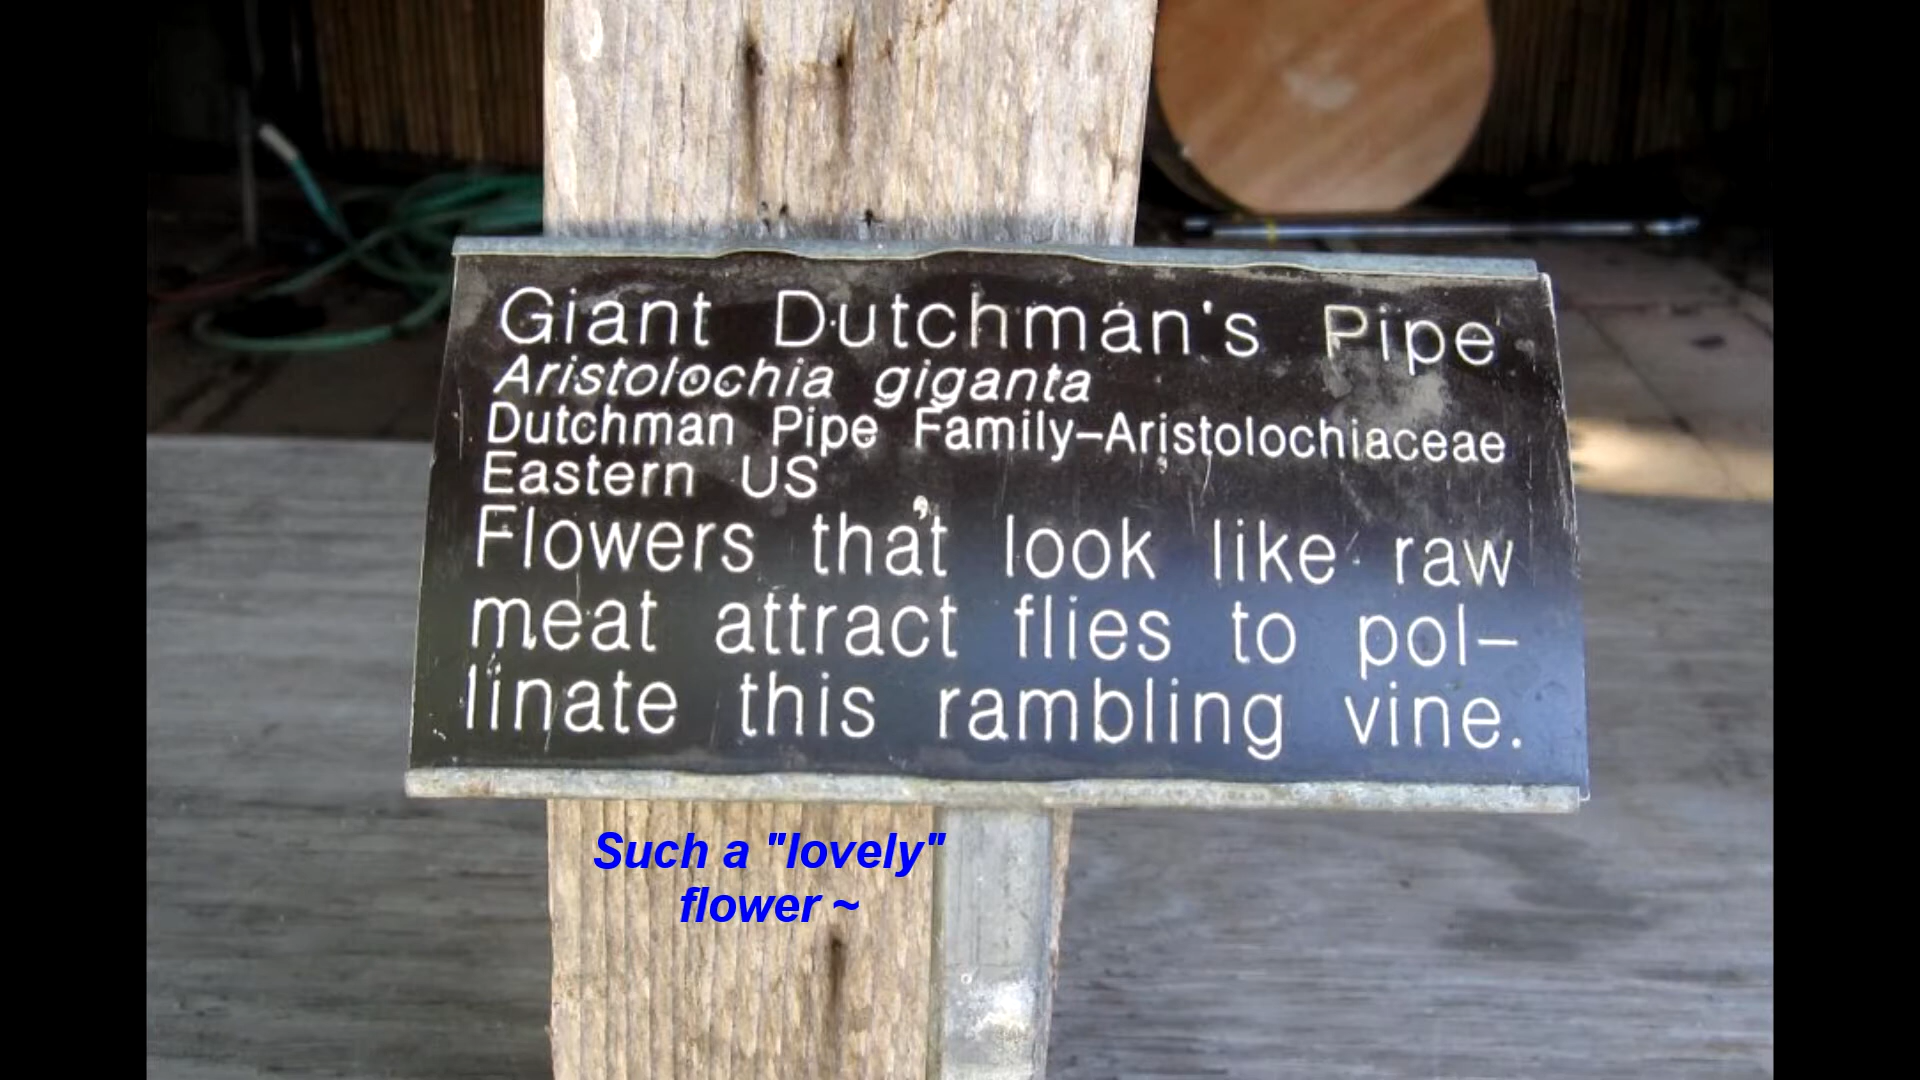 Giant Dutchman's Pipe
Aristolochia giganta
Dutchman Pipe Family-Aristolochiaceae
Eastern US
Flowers that look like raw
meat attract flies to pol-
linate this rambling vine.
Such a "lovely"
flower ~